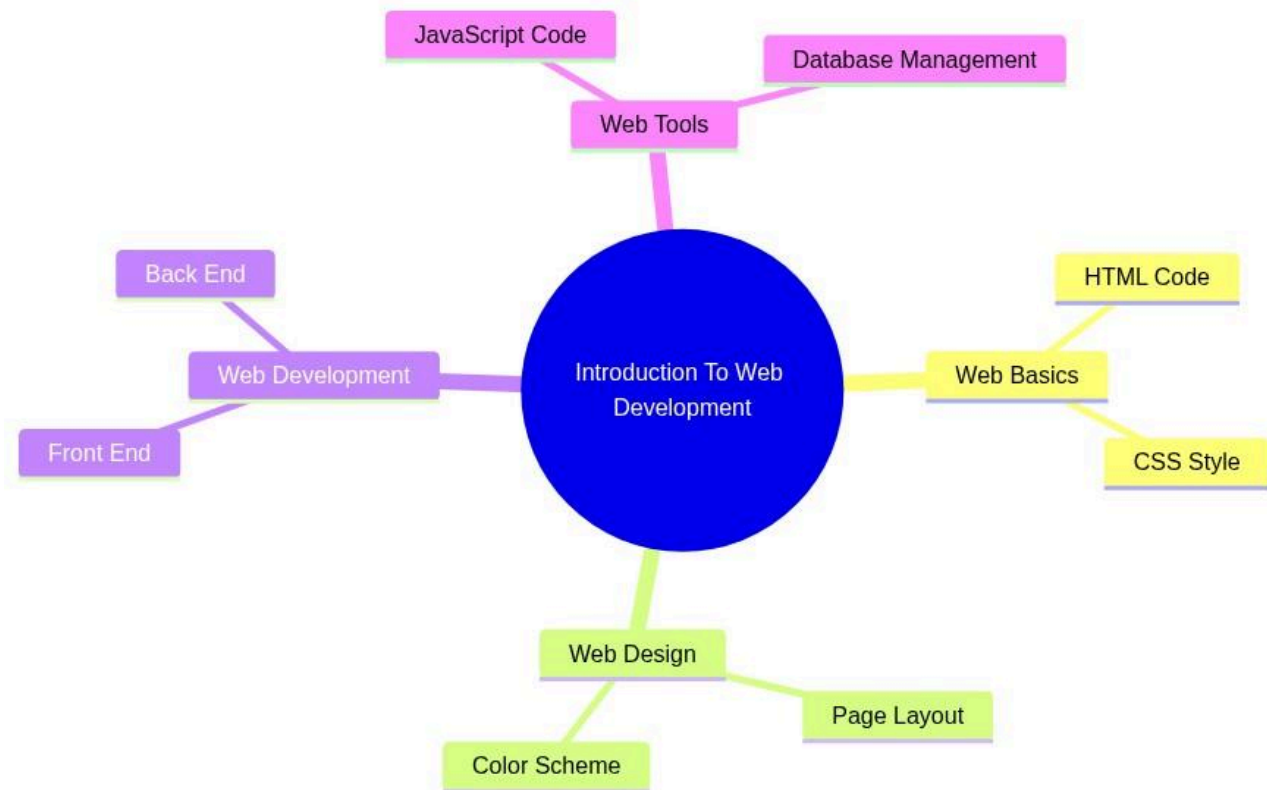 JavaScript Code
Database Management
Web Tools
Back End
HTML Code
Web Development
Introduction To Web
Development
Web Basics
Front End
CSS Style
Web Design
Page Layout
Color Scheme